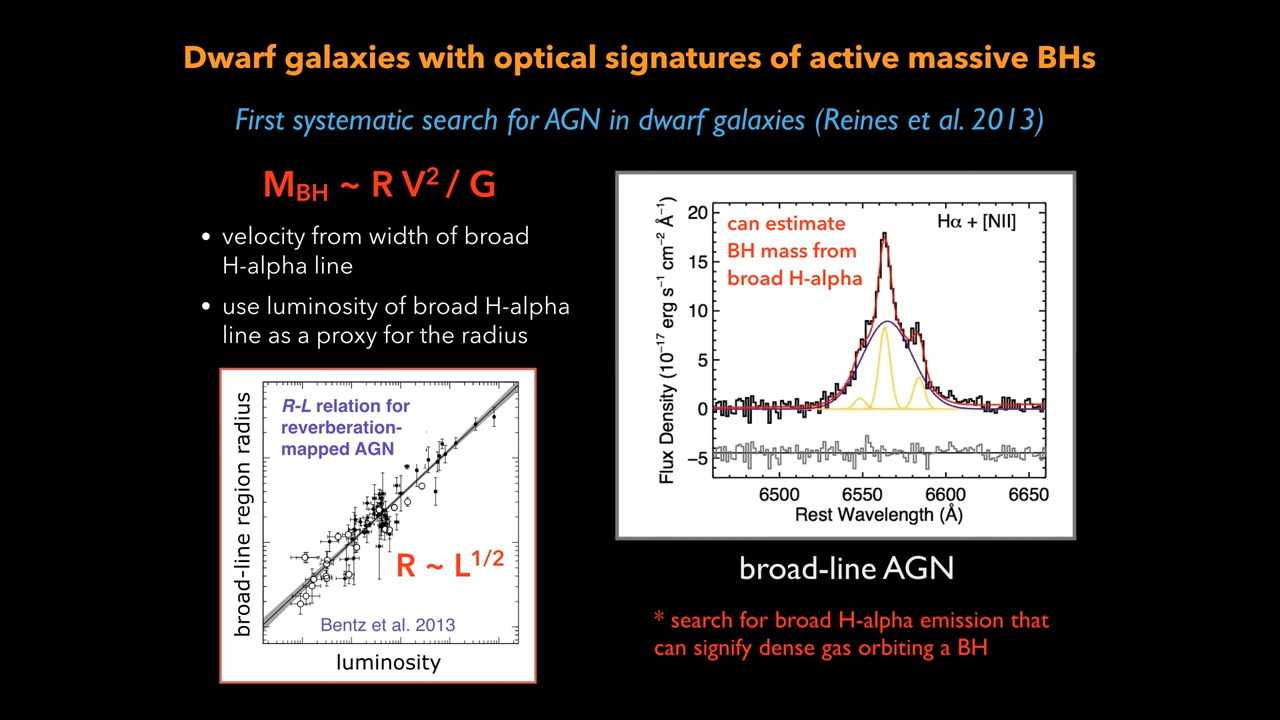 Dwarf galaxies with optical signatures of active massive BHs
First systematic search for AGN in dwarf galaxies (Reines et al. 2013)
M_BH ~ R V² / G
• velocity from width of broad
H-alpha line
• use luminosity of broad H-alpha
line as a proxy for the radius
R-L relation for
reverberation-
mapped AGN
broad-line region radius
R ~ L^1/2
Bentz et al. 2013
luminosity
can estimate
BH mass from
broad H-alpha
Hα + [NII]
Flux Density (10⁻¹⁷ erg s⁻¹ cm⁻² Å⁻¹)
20
15
10
5
0
−5
6500 6550 6600 6650
Rest Wavelength (Å)
broad-line AGN
* search for broad H-alpha emission that
can signify dense gas orbiting a BH